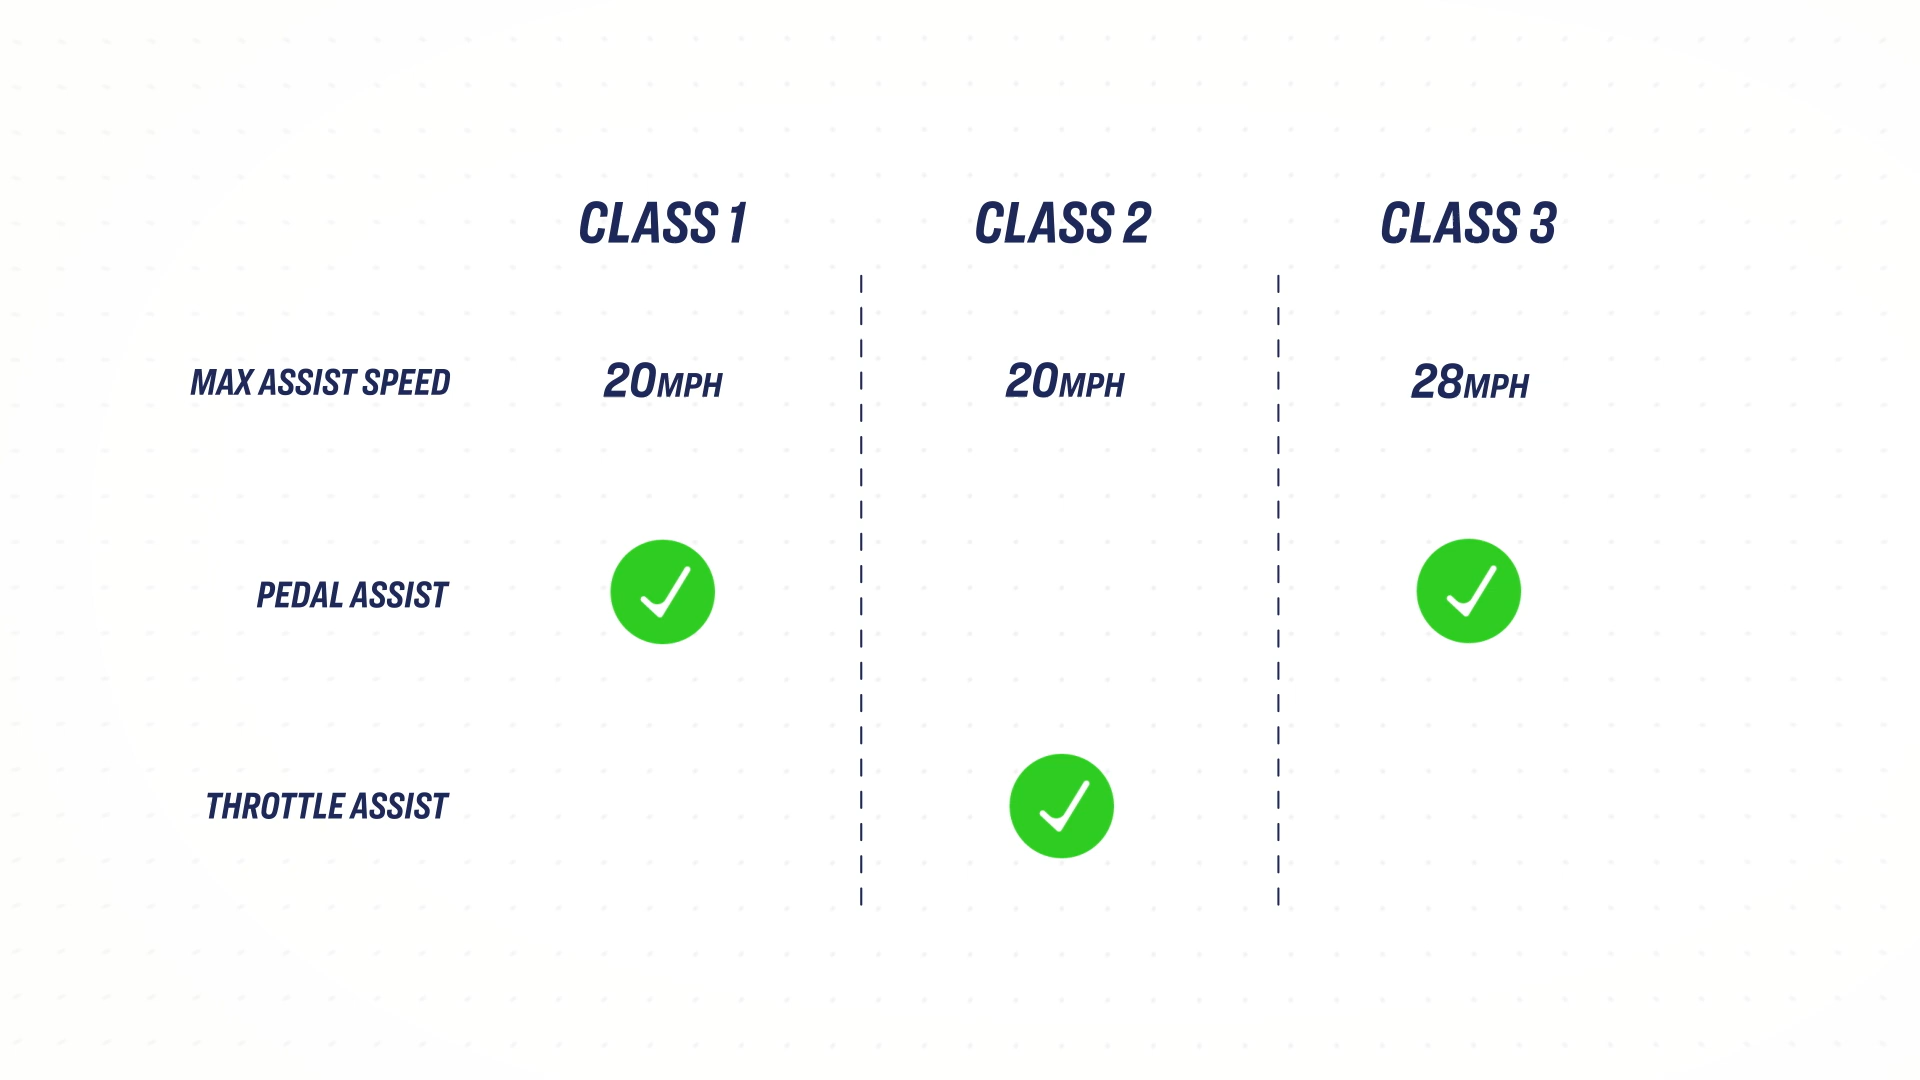 CLASS 1 CLASS 2 CLASS 3
MAX ASSIST SPEED 20MPH 20MPH 28MPH
PEDAL ASSIST
THROTTLE ASSIST